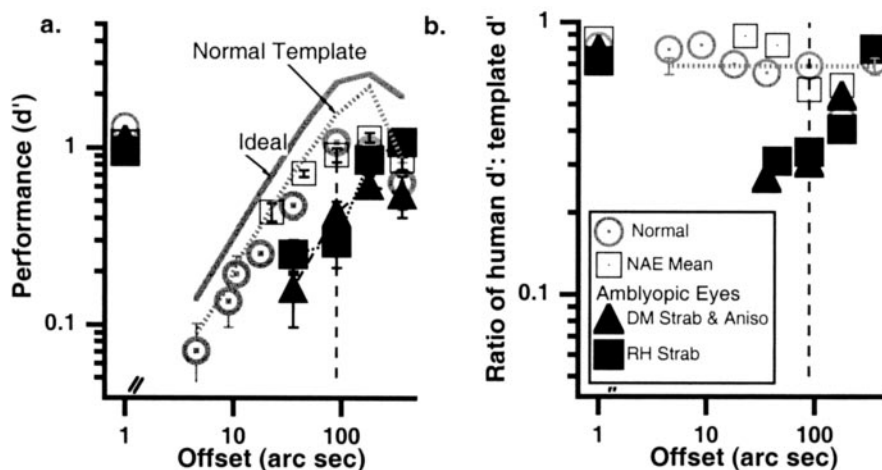 a.
Normal Template
Ideal
Performance (d')
1
0.1
1
10
100
Offset (arc sec)
b.
Ratio of human d': template d'
1
0.1
Normal
NAE Mean
Amblyopic Eyes
DM Strab & Aniso
RH Strab
1
10
100
Offset (arc sec)